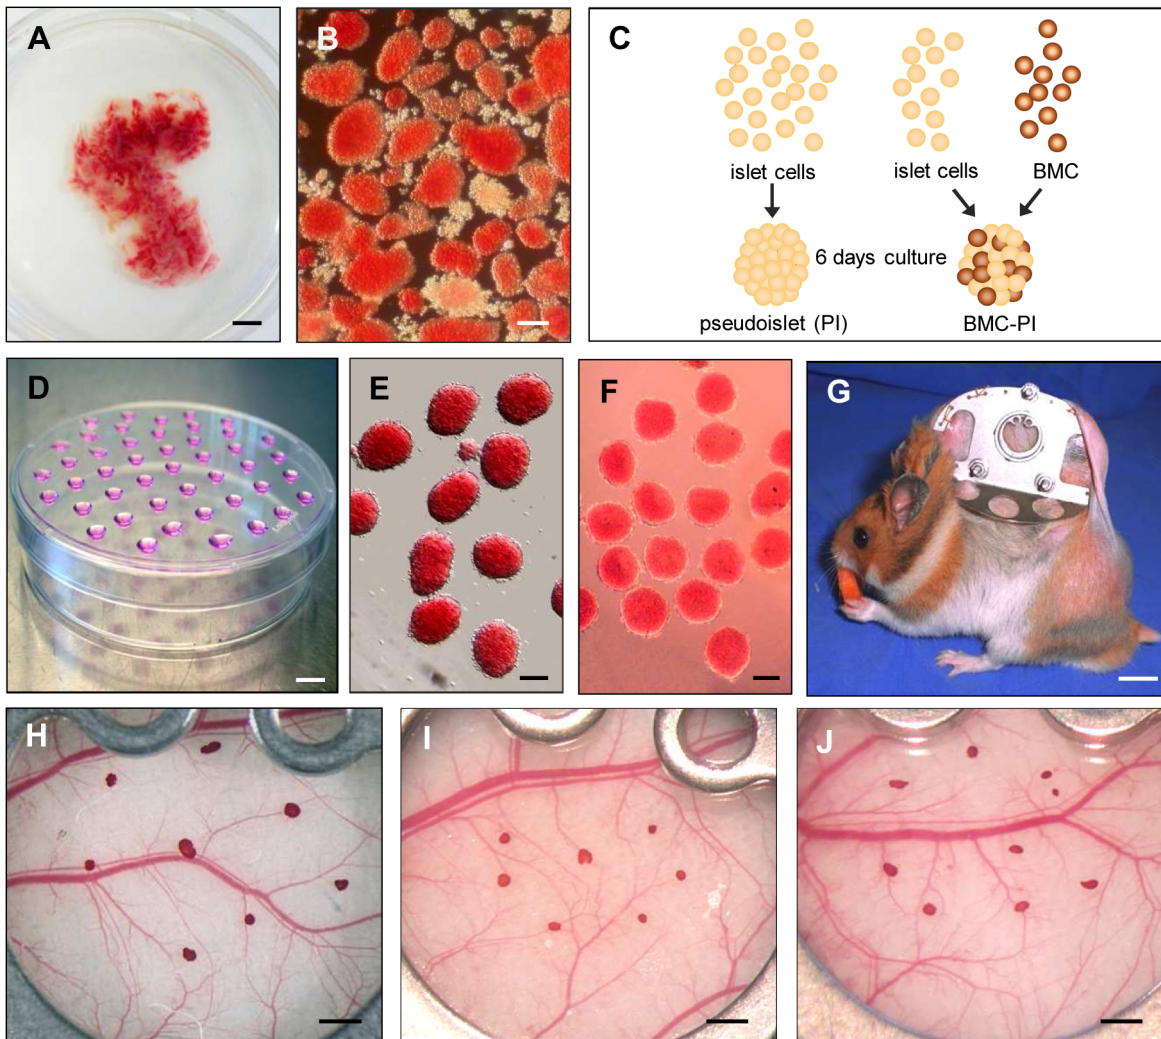 A
B
C
islet cells
islet cells
BMC
6 days culture
pseudoislet (PI)
BMC-PI
D
E
F
G
H
I
J